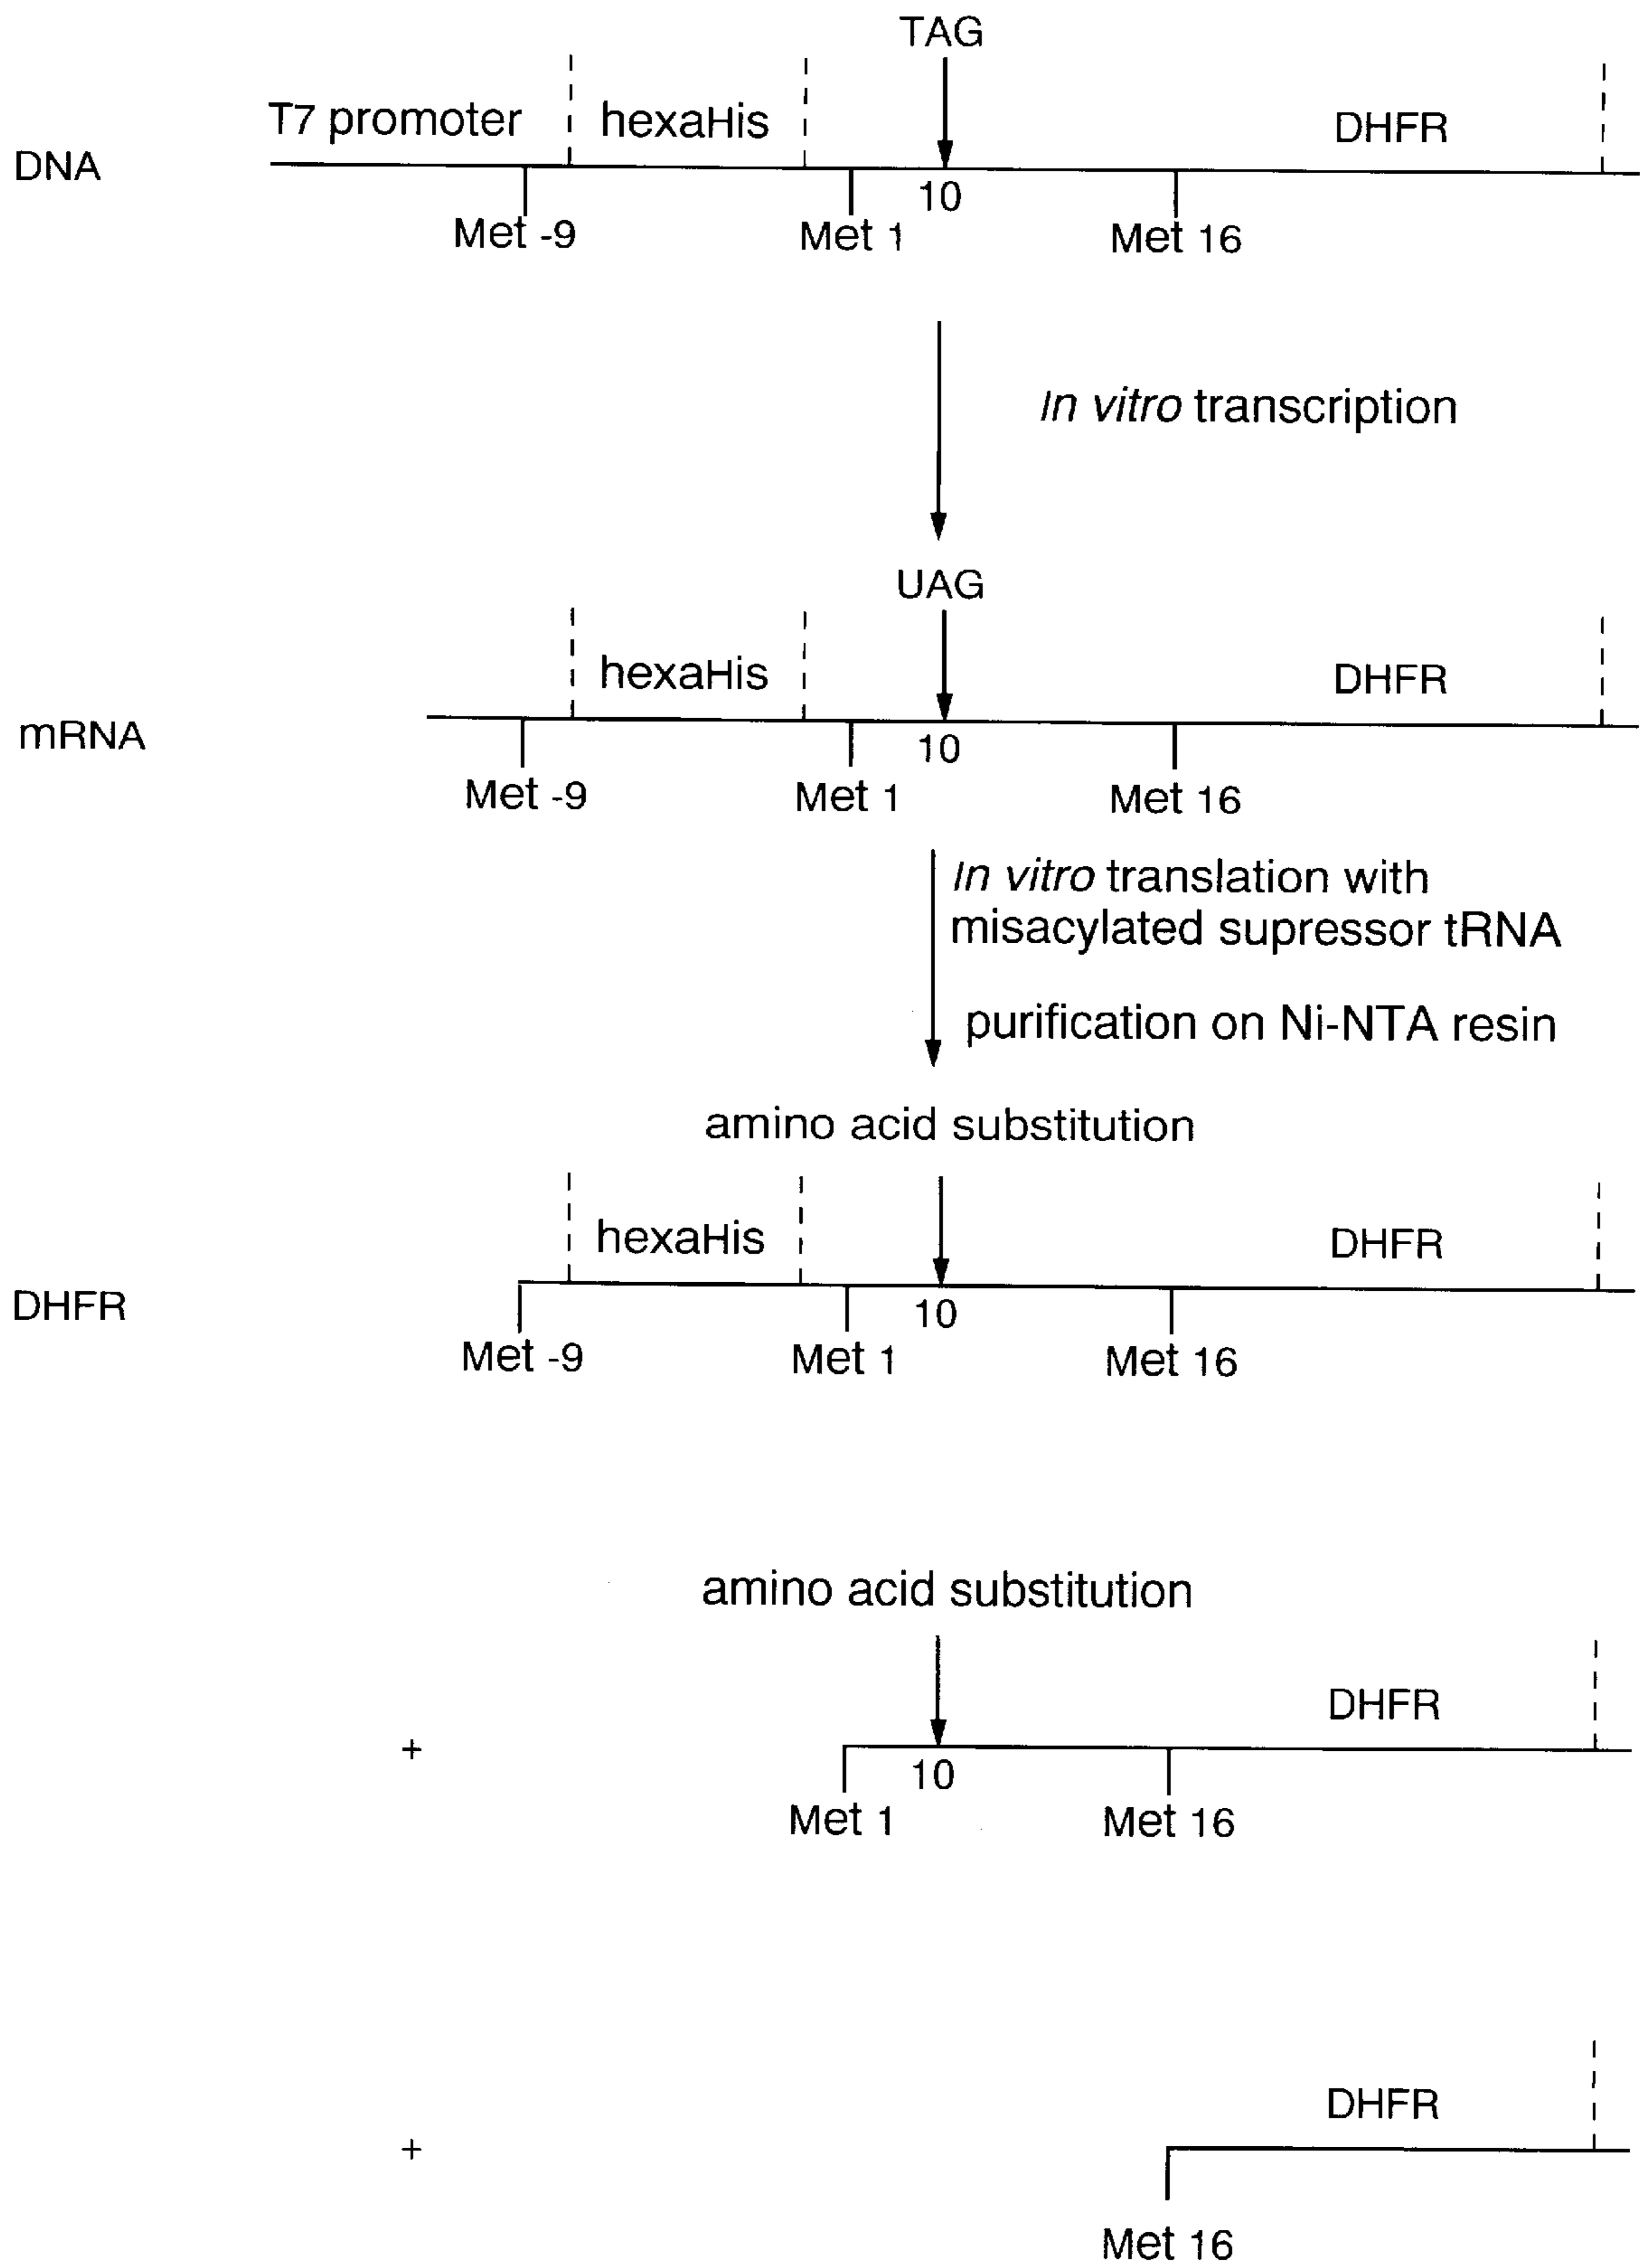 TAG
T7 promoter hexaHis DHFR
DNA
10
Met -9 Met 1 Met 16
In vitro transcription
UAG
hexaHis DHFR
mRNA
10
Met -9 Met 1 Met 16
In vitro translation with
misacylated supressor tRNA
purification on Ni-NTA resin
amino acid substitution
hexaHis DHFR
DHFR
10
Met -9 Met 1 Met 16
amino acid substitution
DHFR
+
10
Met 1 Met 16
DHFR
+
Met 16